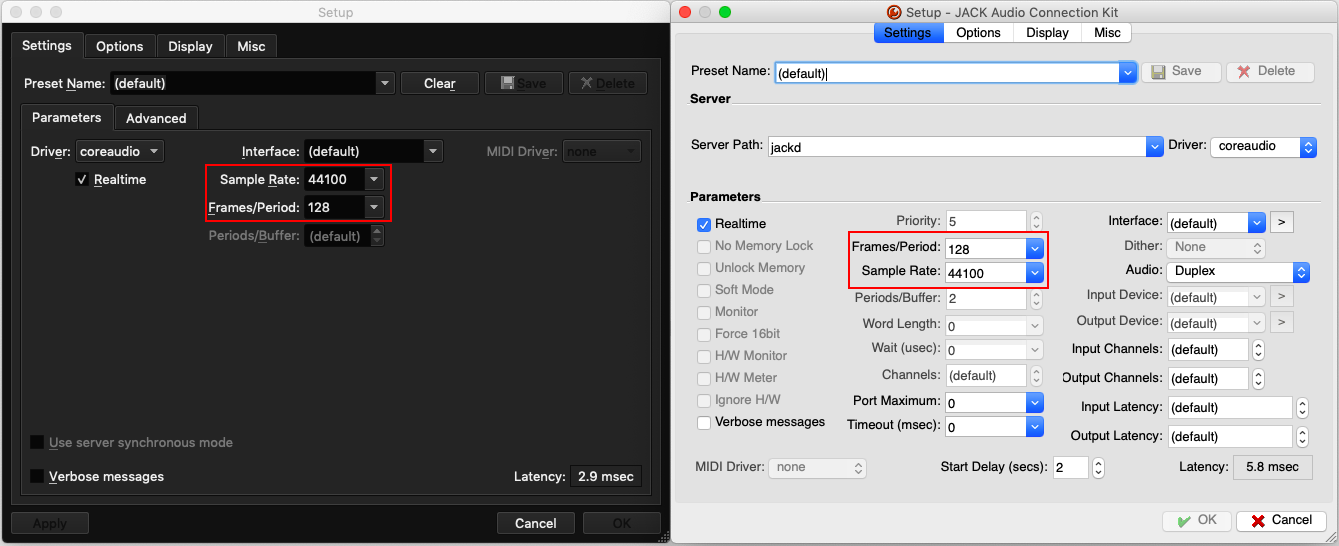 Setup
Settings Options Display Misc
Preset Name: (default) Clear Save Delete
Parameters Advanced
Driver: coreaudio Interface: (default) MIDI Driver: none
Realtime Sample Rate: 44100
Frames/Period: 128
Periods/Buffer: (default)
Use server synchronous mode
Verbose messages Latency: 2.9 msec
Apply Cancel OK
Setup - JACK Audio Connection Kit
Settings Options Display Misc
Preset Name: (default) Save Delete
Server
Server Path: jackd Driver: coreaudio
Parameters
Realtime Priority: 5 Interface: (default) >
No Memory Lock Frames/Period: 128 Dither: None
Unlock Memory Sample Rate: 44100 Audio: Duplex
Soft Mode Periods/Buffer: 2 Input Device: (default) >
Monitor Word Length: 0 Output Device: (default) >
Force 16bit Wait (usec): 0 Input Channels: (default)
H/W Monitor Channels: (default) Output Channels: (default)
H/W Meter Port Maximum: 0 Input Latency: (default)
Ignore H/W Timeout (msec): 0 Output Latency: (default)
Verbose messages
MIDI Driver: none Start Delay (secs): 2 Latency: 5.8 msec
OK Cancel